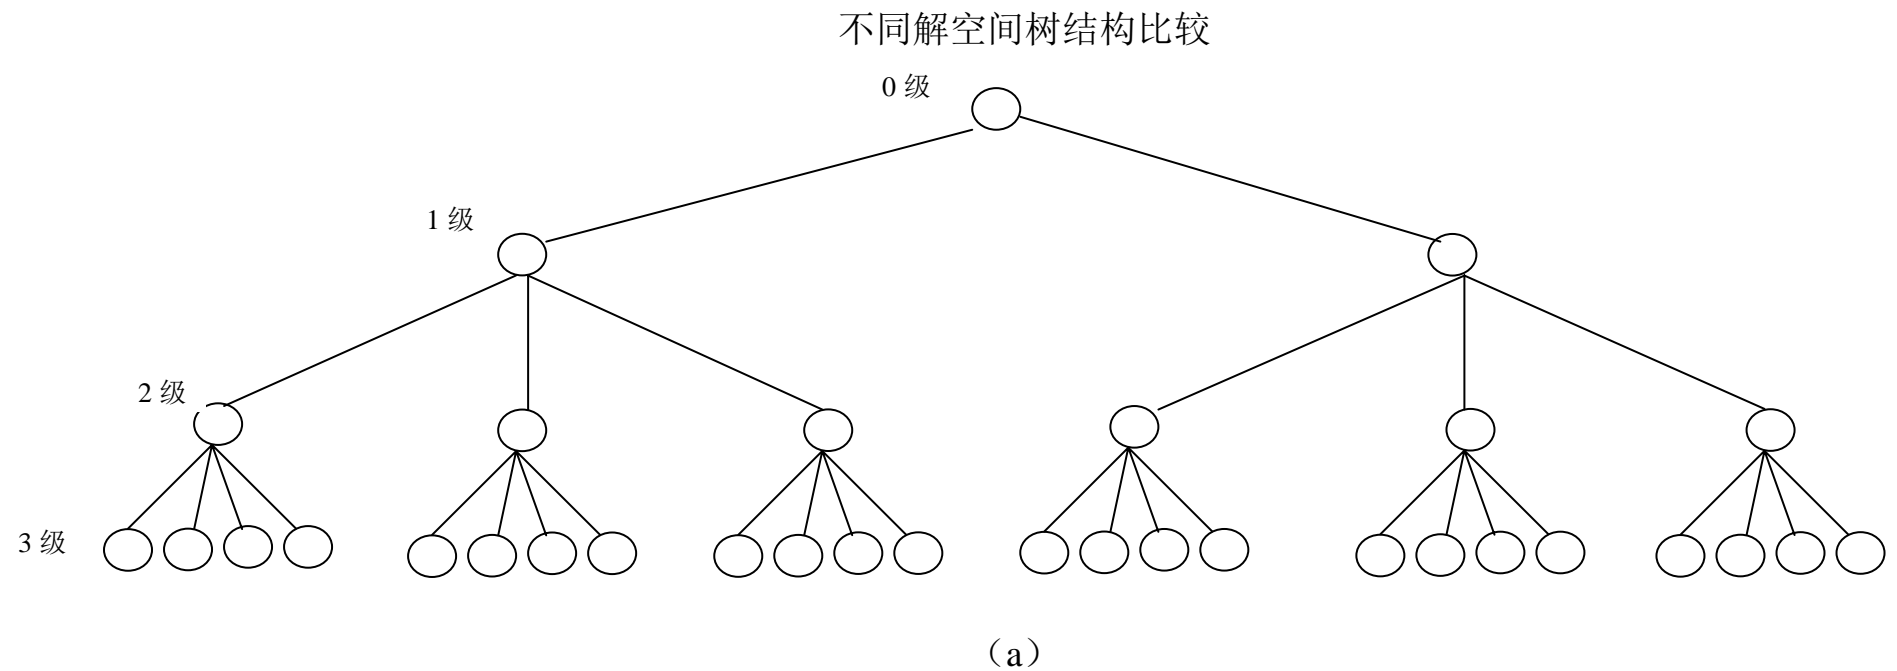 不同解空间树结构比较
0 级
1 级
2 级
3 级
（a）